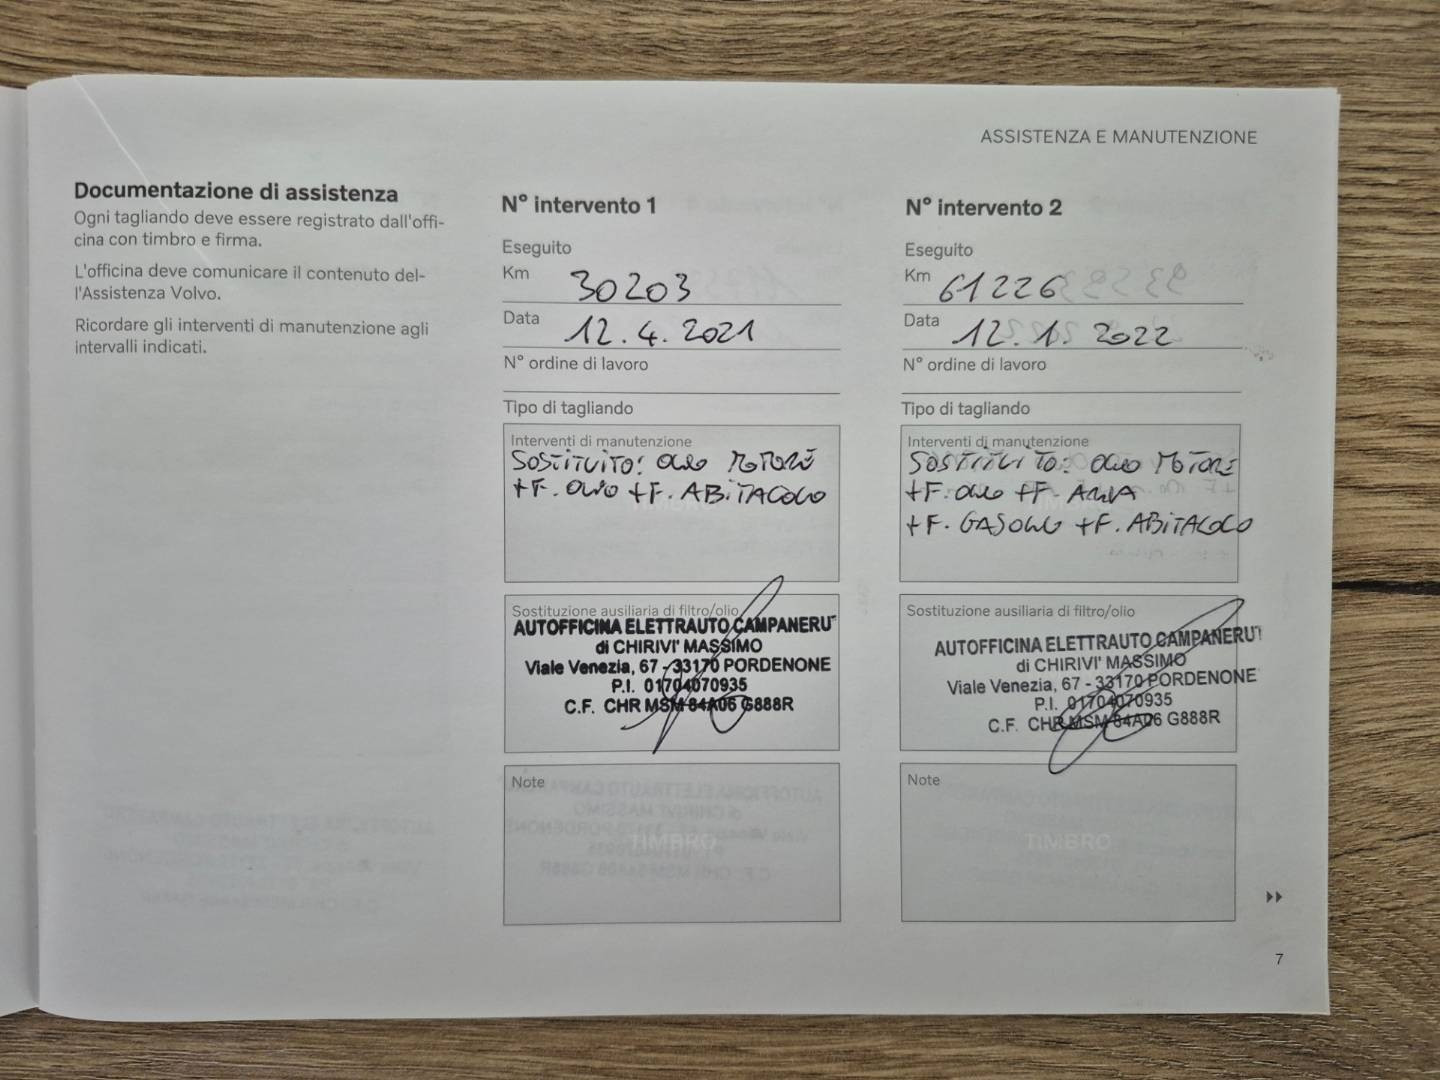 ASSISTENZA E MANUTENZIONE
Documentazione di assistenza
Ogni tagliando deve essere registrato dall'offi-
cina con timbro e firma.
L'officina deve comunicare il contenuto del-
l'Assistenza Volvo.
Ricordare gli interventi di manutenzione agli
intervalli indicati.
N° intervento 1
Eseguito
Km 30203
Data 12.4.2021
N° ordine di lavoro
Tipo di tagliando
Interventi di manutenzione
SOSTITUITO: OLIO MOTORE
+F. OLIO +F. ABITACOLO
Sostituzione ausiliaria di filtro/olio
AUTOFFICINA ELETTRAUTO CAMPANERU'
di CHIRIVI' MASSIMO
Viale Venezia, 67 - 33170 PORDENONE
P.I. 01704070935
C.F. CHR MSM 84A06 G888R
Note
TIMBRO
N° intervento 2
Eseguito
Km 61226
Data 12.1.2022
N° ordine di lavoro
Tipo di tagliando
Interventi di manutenzione
SOSTITUITO: OLIO MOTORE
+F. OLIO +F. ARIA
+F. GASOLIO +F. ABITACOLO
Sostituzione ausiliaria di filtro/olio
AUTOFFICINA ELETTRAUTO CAMPANERU'
di CHIRIVI' MASSIMO
Viale Venezia, 67 - 33170 PORDENONE
P.I. 01704070935
C.F. CHR MSM 84A06 G888R
Note
TIMBRO
7